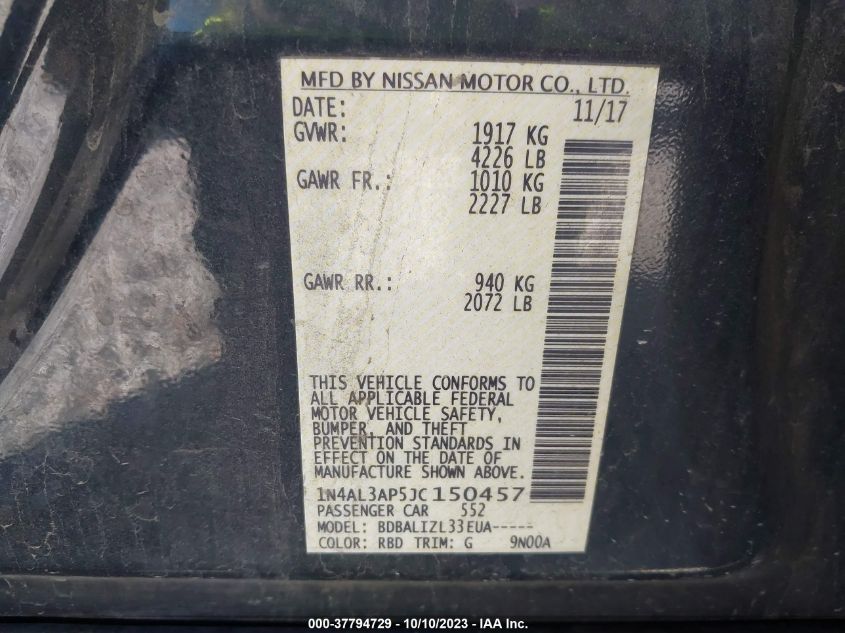 MFD BY NISSAN MOTOR CO., LTD.
DATE: 11/17
GVWR: 1917 KG
4226 LB
GAWR FR.: 1010 KG
2227 LB
GAWR RR.: 940 KG
2072 LB
THIS VEHICLE CONFORMS TO
ALL APPLICABLE FEDERAL
MOTOR VEHICLE SAFETY,
BUMPER, AND THEFT
PREVENTION STANDARDS IN
EFFECT ON THE DATE OF
MANUFACTURE SHOWN ABOVE.
1N4AL3AP5JC150457
PASSENGER CAR 552
MODEL: BDBALIZL33EUA-----
COLOR: RBD TRIM: G 9N00A
000-37794729 - 10/10/2023 - IAA Inc.